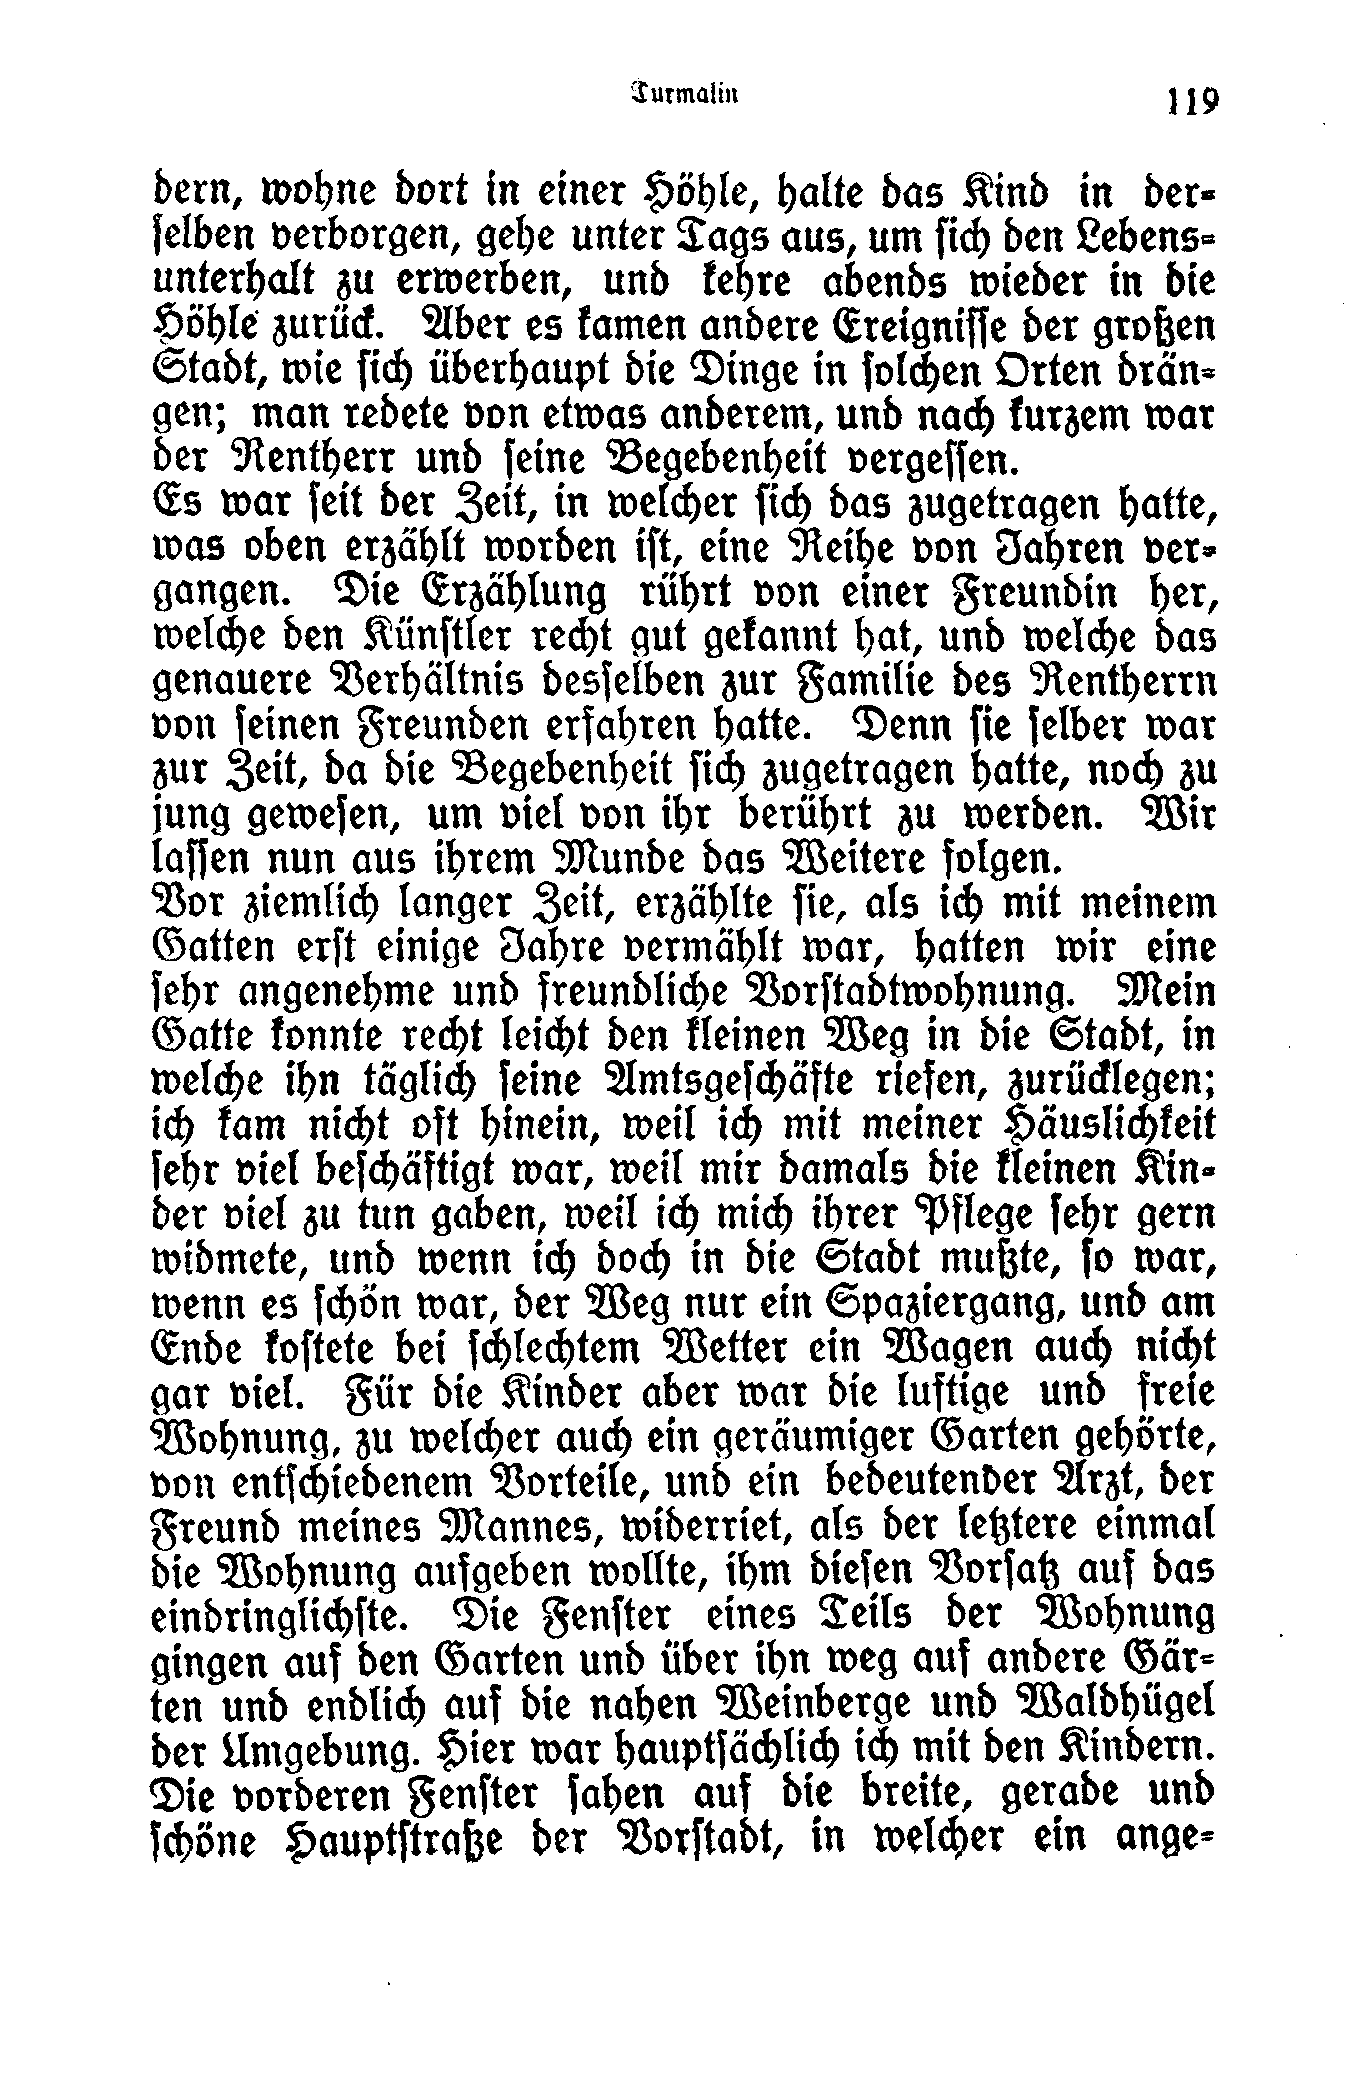 Turmalin 119
dern, wohne dort in einer Höhle, halte das Kind in der-
selben verborgen, gehe unter Tags aus, um sich den Lebens-
unterhalt zu erwerben, und kehre abends wieder in die
Höhle zurück. Aber es kamen andere Ereignisse der großen
Stadt, wie sich überhaupt die Dinge in solchen Orten drän-
gen; man redete von etwas anderem, und nach kurzem war
der Rentherr und seine Begebenheit vergessen.
Es war seit der Zeit, in welcher sich das zugetragen hatte,
was oben erzählt worden ist, eine Reihe von Jahren ver-
gangen. Die Erzählung rührt von einer Freundin her,
welche den Künstler recht gut gekannt hat, und welche das
genauere Verhältnis desselben zur Familie des Rentherrn
von seinen Freunden erfahren hatte. Denn sie selber war
zur Zeit, da die Begebenheit sich zugetragen hatte, noch zu
jung gewesen, um viel von ihr berührt zu werden. Wir
lassen nun aus ihrem Munde das Weitere folgen.
Vor ziemlich langer Zeit, erzählte sie, als ich mit meinem
Gatten erst einige Jahre vermählt war, hatten wir eine
sehr angenehme und freundliche Vorstadtwohnung. Mein
Gatte konnte recht leicht den kleinen Weg in die Stadt, in
welche ihn täglich seine Amtsgeschäfte riefen, zurücklegen;
ich kam nicht oft hinein, weil ich mit meiner Häuslichkeit
sehr viel beschäftigt war, weil mir damals die kleinen Kin-
der viel zu tun gaben, weil ich mich ihrer Pflege sehr gern
widmete, und wenn ich doch in die Stadt mußte, so war,
wenn es schön war, der Weg nur ein Spaziergang, und am
Ende kostete bei schlechtem Wetter ein Wagen auch nicht
gar viel. Für die Kinder aber war die luftige und freie
Wohnung, zu welcher auch ein geräumiger Garten gehörte,
von entschiedenem Vorteile, und ein bedeutender Arzt, der
Freund meines Mannes, widerriet, als der letztere einmal
die Wohnung aufgeben wollte, ihm diesen Vorsatz auf das
eindringlichste. Die Fenster eines Teils der Wohnung
gingen auf den Garten und über ihn weg auf andere Gär-
ten und endlich auf die nahen Weinberge und Waldhügel
der Umgebung. Hier war hauptsächlich ich mit den Kindern.
Die vorderen Fenster sahen auf die breite, gerade und
schöne Hauptstraße der Vorstadt, in welcher ein ange-